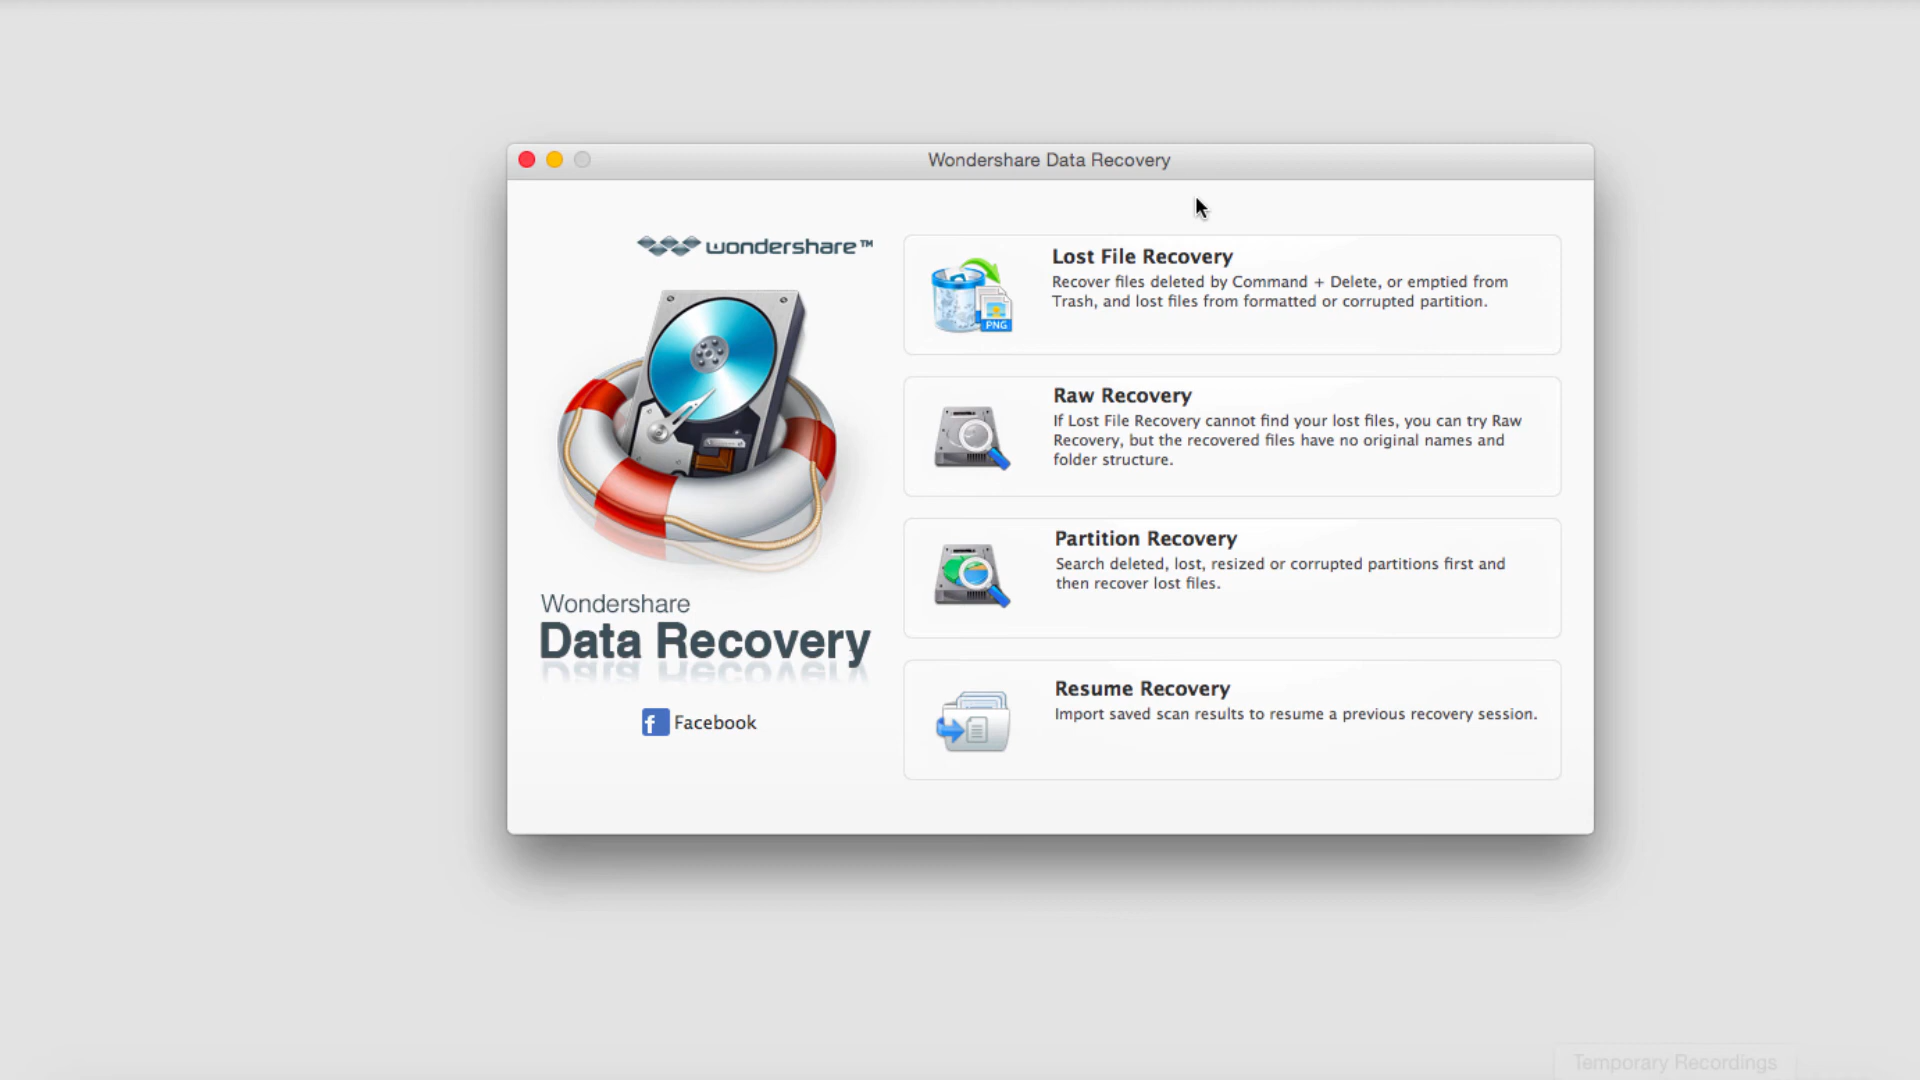 Wondershare Data Recovery
wondershare™
Lost File Recovery
Recover files deleted by Command + Delete, or emptied from
Trash, and lost files from formatted or corrupted partition.
PNG
Raw Recovery
If Lost File Recovery cannot find your lost files, you can try Raw
Recovery, but the recovered files have no original names and
folder structure.
Partition Recovery
Search deleted, lost, resized or corrupted partitions first and
then recover lost files.
Wondershare
Data Recovery
Resume Recovery
Import saved scan results to resume a previous recovery session.
f Facebook
Temporary Recordings